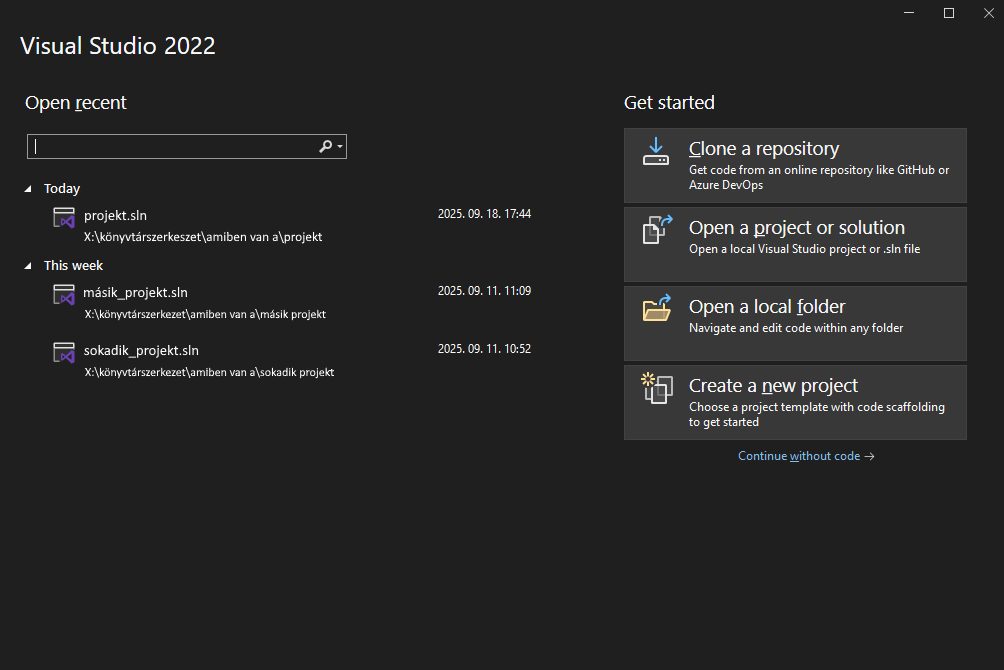 Visual Studio 2022
Open recent
Today
projekt.sln
2025. 09. 18. 17:44
X:\könyvtárszerkeszet\amiben van a\projekt
This week
másik_projekt.sln
2025. 09. 11. 11:09
X:\könyvtárszerkezet\amiben van a\másik projekt
sokadik_projekt.sln
2025. 09. 11. 10:52
X:\könyvtárszerkezet\amiben van a\sokadik projekt
Get started
Clone a repository
Get code from an online repository like GitHub or
Azure DevOps
Open a project or solution
Open a local Visual Studio project or .sln file
Open a local folder
Navigate and edit code within any folder
Create a new project
Choose a project template with code scaffolding
to get started
Continue without code →